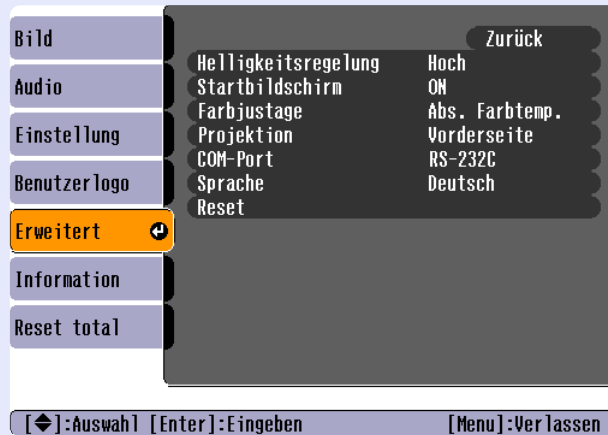 Bild
Audio
Einstellung
Benutzerlogo
Erweitert
Information
Reset total
Zurück
Helligkeitsregelung Hoch
Startbildschirm ON
Farbjustage Abs. Farbtemp.
Projektion Vorderseite
COM-Port RS-232C
Sprache Deutsch
Reset
[◆]:Auswahl [Enter]:Eingeben [Menu]:Verlassen